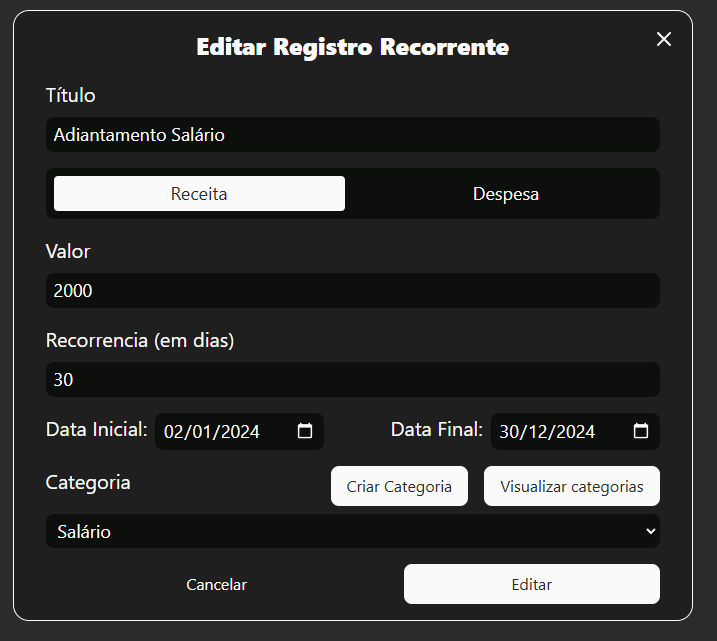 Editar Registro Recorrente
Título
Adiantamento Salário
Receita Despesa
Valor
2000
Recorrencia (em dias)
30
Data Inicial: 02/01/2024 Data Final: 30/12/2024
Categoria Criar Categoria Visualizar categorias
Salário
Cancelar Editar